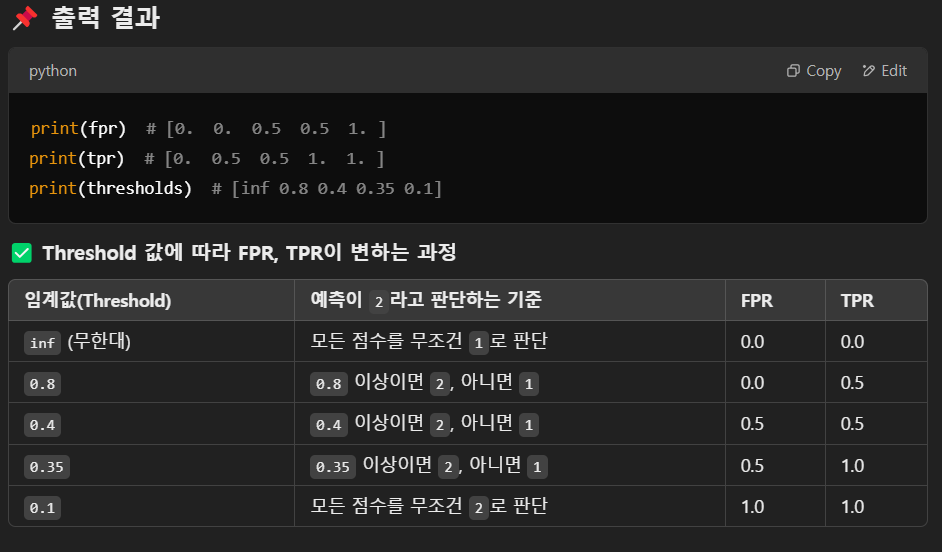 📌 출력 결과
python
Copy Edit
print(fpr)  # [0.  0.  0.5  0.5  1. ]
print(tpr)  # [0.  0.5  0.5  1.  1. ]
print(thresholds)  # [inf 0.8 0.4 0.35 0.1]
✅ Threshold 값에 따라 FPR, TPR이 변하는 과정
임계값(Threshold) 예측이 2라고 판단하는 기준 FPR TPR
inf (무한대) 모든 점수를 무조건 1로 판단 0.0 0.0
0.8 0.8 이상이면 2, 아니면 1 0.0 0.5
0.4 0.4 이상이면 2, 아니면 1 0.5 0.5
0.35 0.35 이상이면 2, 아니면 1 0.5 1.0
0.1 모든 점수를 무조건 2로 판단 1.0 1.0